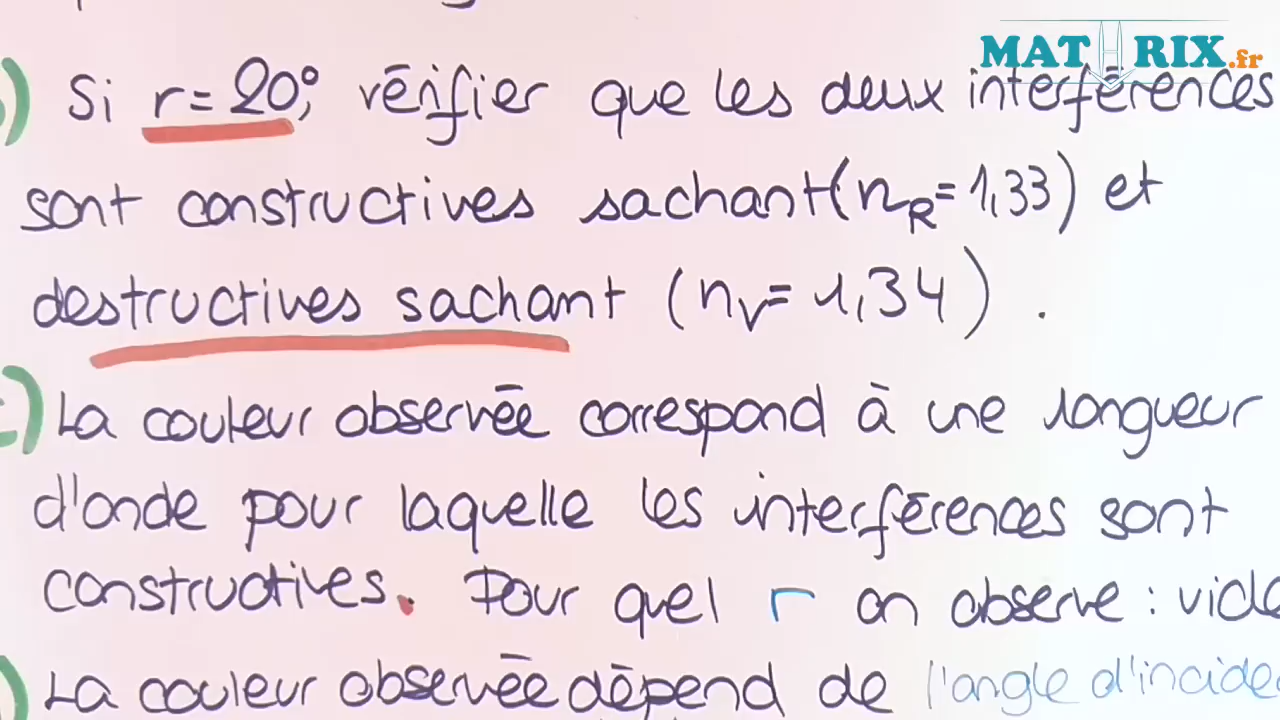 MATHRIX.fr
) Si r = 20°, vérifier que les deux interférences
sont constructives sachant (nR = 1,33) et
destructives sachant (nV = 1,34).
c) La couleur observée correspond à une longueur
d'onde pour laquelle les interférences sont
constructives. Pour quel r on observe :
) La couleur observée dépend de l'angle